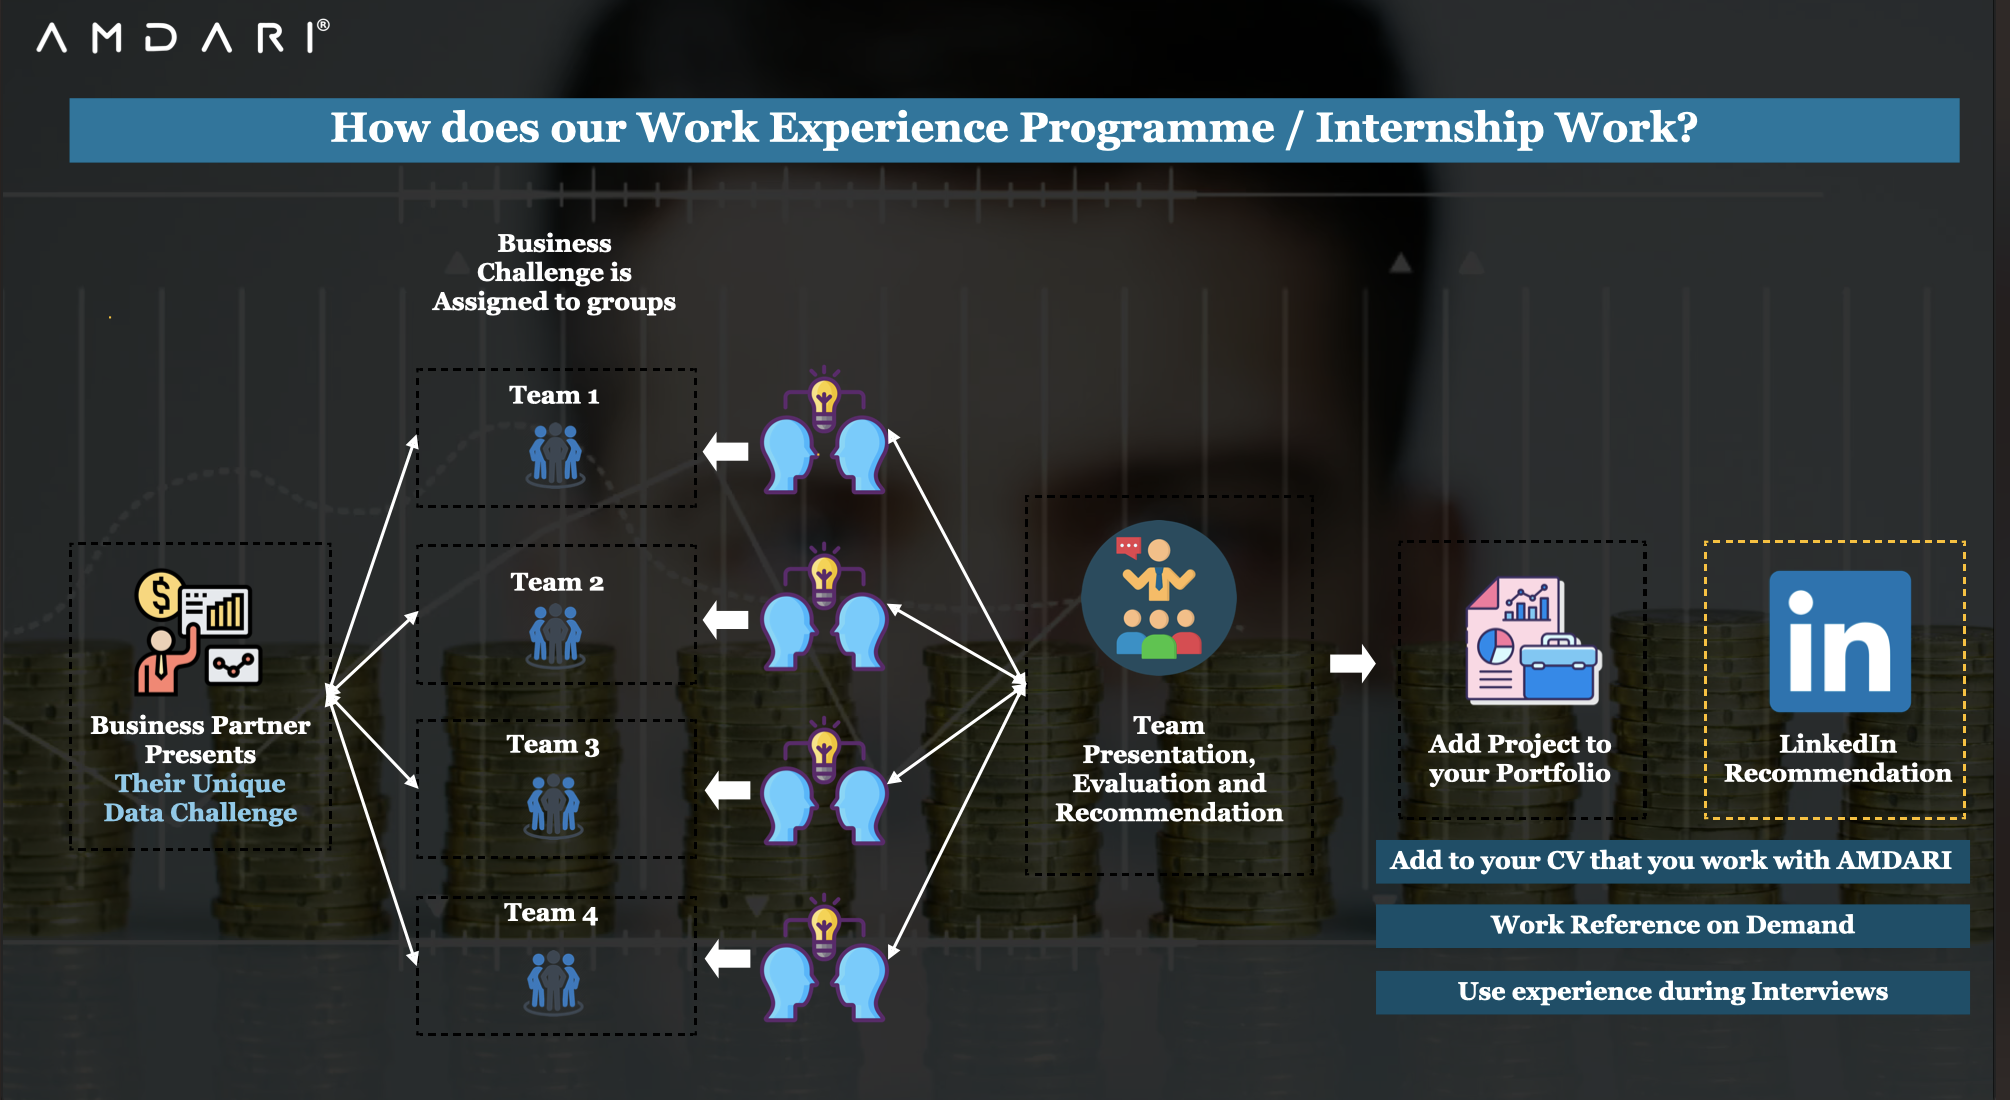 AMDARI®
How does our Work Experience Programme / Internship Work?
Business
Challenge is
Assigned to groups
Team 1
Team 2
Team 3
Team 4
Business Partner
Presents
Their Unique
Data Challenge
Team
Presentation,
Evaluation and
Recommendation
Add Project to
your Portfolio
in
LinkedIn
Recommendation
Add to your CV that you work with AMDARI
Work Reference on Demand
Use experience during Interviews